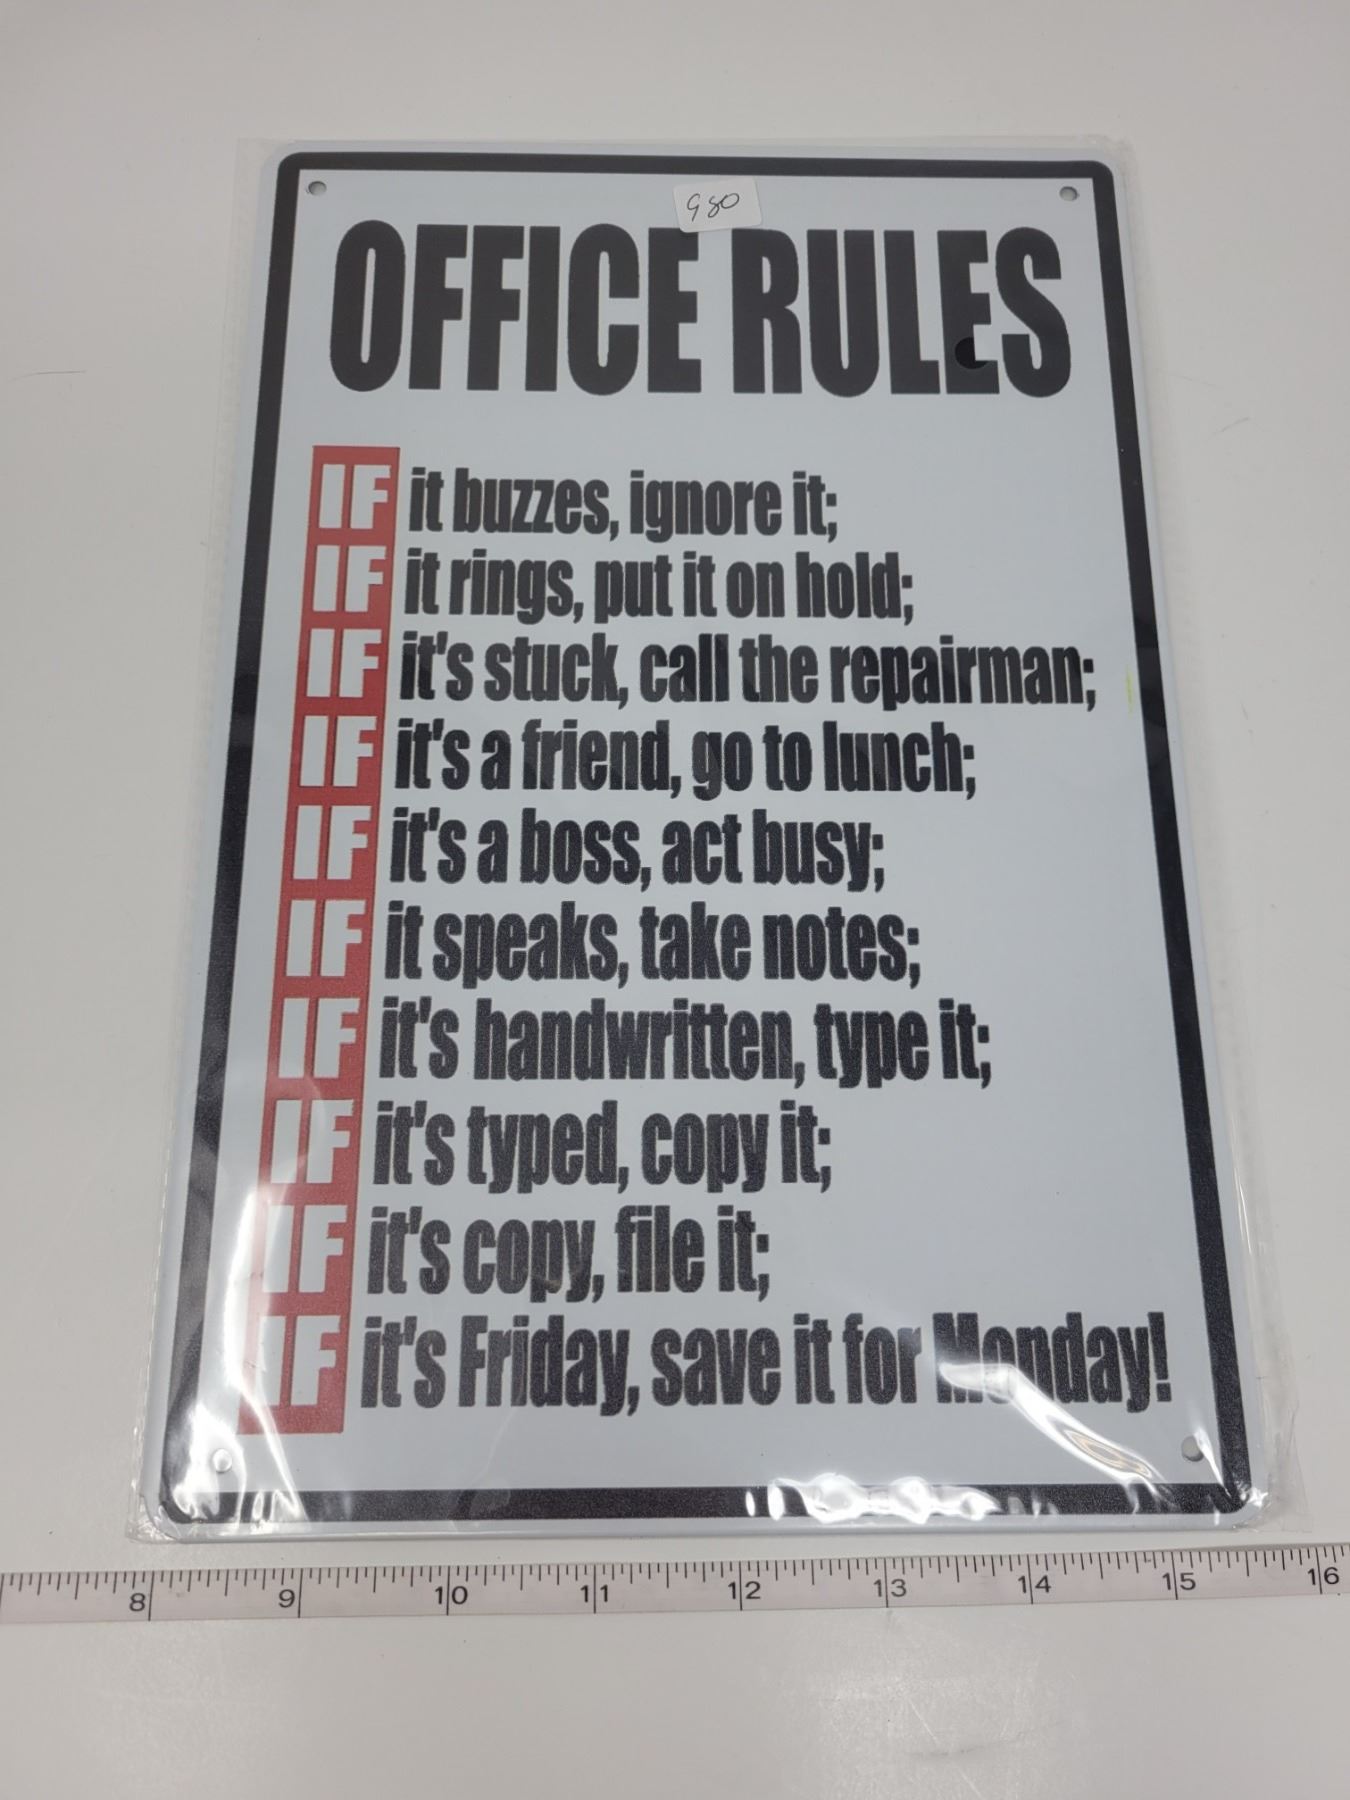 980
OFFICE RULES
IF it buzzes, ignore it;
IF it rings, put it on hold;
IF it's stuck, call the repairman;
IF it's a friend, go to lunch;
IF it's a boss, act busy;
IF it speaks, take notes;
IF it's handwritten, type it;
IF it's typed, copy it;
IF it's copy, file it;
IF it's Friday, save it for Monday!
8 9 10 11 12 13 14 15 16